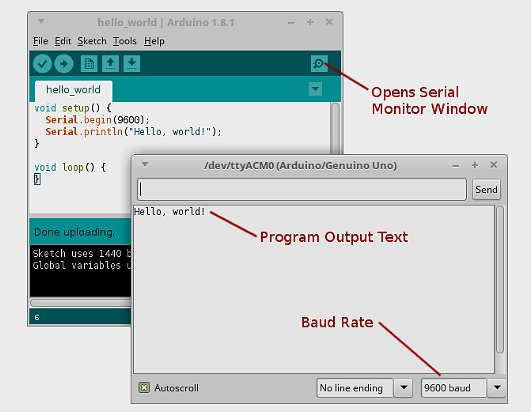 hello_world | Arduino 1.8.1
File Edit Sketch Tools Help
hello_world
void setup() {
  Serial.begin(9600);
  Serial.println("Hello, world!");
}
void loop() {
}
Done uploading.
Sketch uses 1440 b
Global variables u
6
Opens Serial
Monitor Window
/dev/ttyACM0 (Arduino/Genuino Uno)
Send
Hello, world!
Program Output Text
Baud Rate
Autoscroll
No line ending
9600 baud